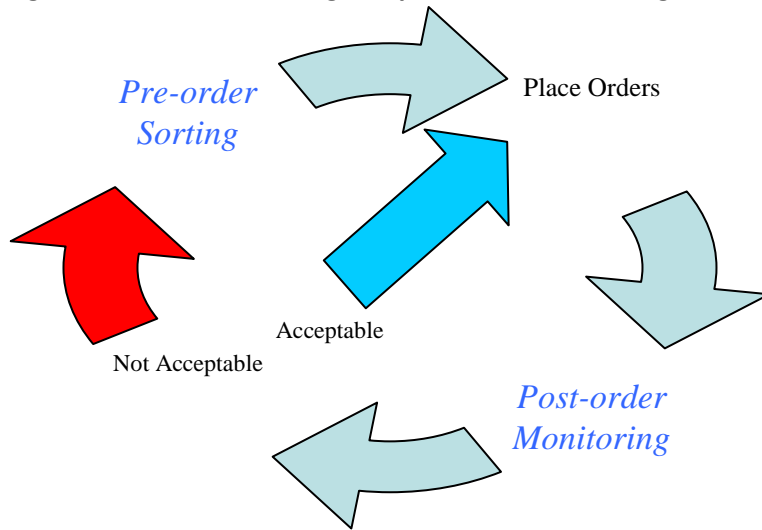 Pre-order
Sorting
Place Orders
Acceptable
Not Acceptable
Post-order
Monitoring